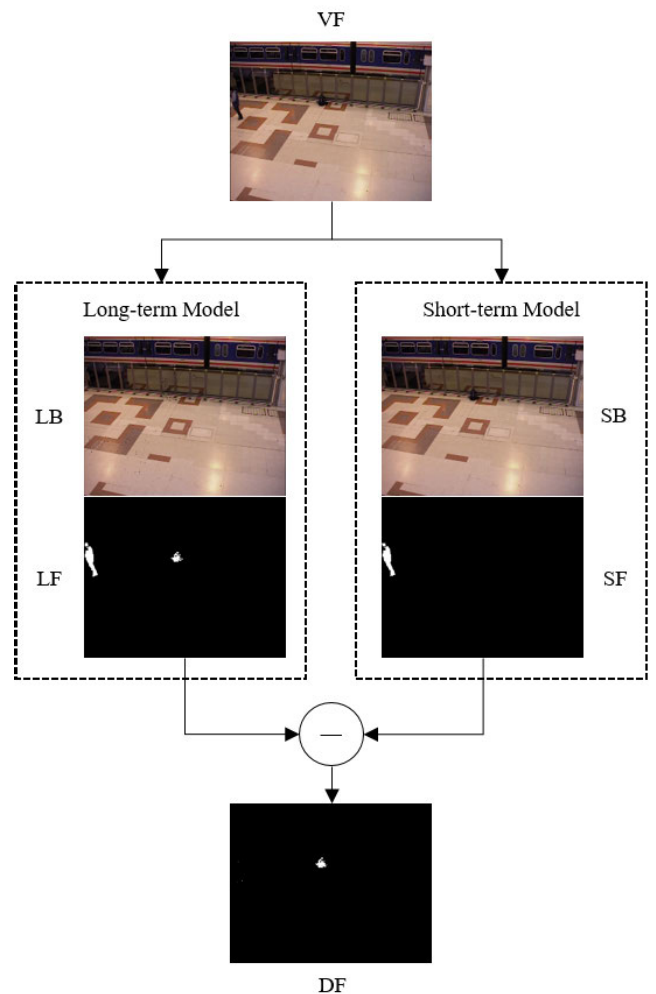 VF
Long-term Model
Short-term Model
LB
SB
LF
SF
—
DF